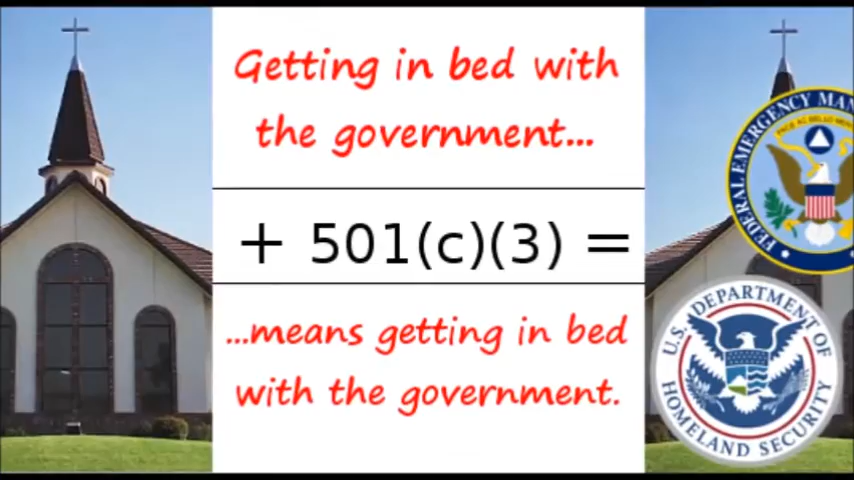 Getting in bed with
the government...
+ 501(c)(3) =
...means getting in bed
with the government.
FEDERAL EMERGENCY MAN
U.S. DEPARTMENT OF
HOMELAND SECURITY